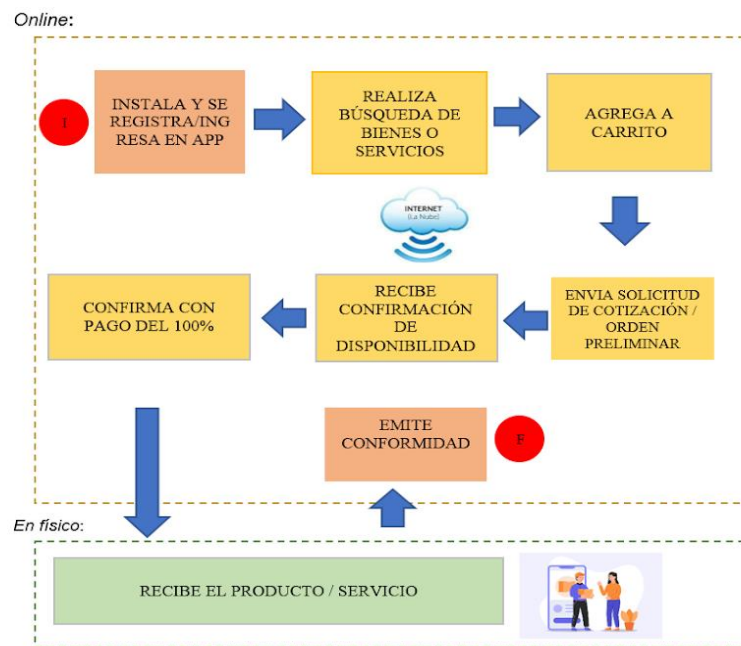 Online:
I
INSTALA Y SE
REGISTRA/ING
RESA EN APP
REALIZA
BÚSQUEDA DE
BIENES O
SERVICIOS
AGREGA A
CARRITO
INTERNET
(La Nube)
CONFIRMA CON
PAGO DEL 100%
RECIBE
CONFIRMACIÓN
DE
DISPONIBILIDAD
ENVIA SOLICITUD
DE COTIZACIÓN /
ORDEN
PRELIMINAR
EMITE
CONFORMIDAD
F
En físico:
RECIBE EL PRODUCTO / SERVICIO